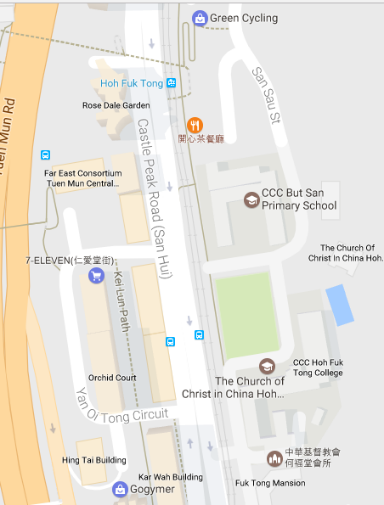 Green Cycling
Hoh Fuk Tong
San Sau St
Rose Dale Garden
開心茶餐廳
Tuen Mun Rd
Castle Peak Road (San Hui)
Far East Consortium
Tuen Mun Central...
CCC But San
Primary School
The Church Of
Christ in China Hoh.
7-ELEVEN(仁愛堂街)
Kei Lun Path
CCC Hoh Fuk
Tong College
Orchid Court
The Church of
Christ in China Hoh...
Yan Oi Tong Circuit
中華基督教會
何福堂會所
Hing Tai Building
Kar Wah Building
Fuk Tong Mansion
Gogymer